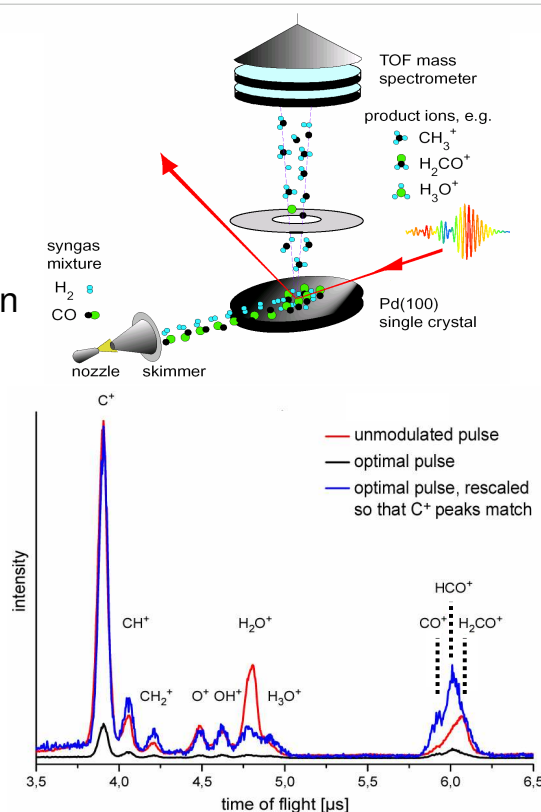 TOF mass
spectrometer
product ions, e.g.
CH₃⁺
H₂CO⁺
H₃O⁺
syngas
mixture
H₂
CO
n
nozzle skimmer
Pd(100)
single crystal
C⁺
unmodulated pulse
optimal pulse
optimal pulse, rescaled
so that C⁺ peaks match
intensity
HCO⁺
CH⁺ H₂O⁺ CO⁺ H₂CO⁺
CH₂⁺ O⁺ OH⁺ H₃O⁺
3,5 4,0 4,5 5,0 5,5 6,0 6,5
time of flight [µs]